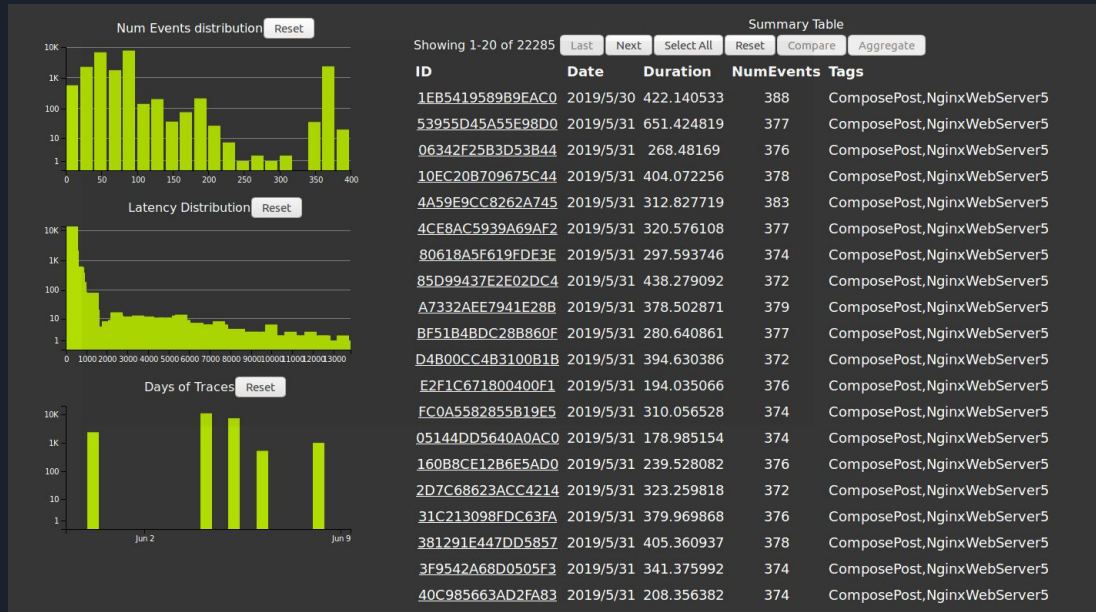 Num Events distribution Reset
10K
1K
100
10
1
0 50 100 150 200 250 300 350 400
Latency Distribution Reset
10K
1K
100
10
1
0 1000 2000 3000 4000 5000 6000 7000 8000 9000 10000 11000 12000 13000
Days of Traces Reset
10K
1K
100
10
1
Jun 2 Jun 9
Summary Table
Showing 1-20 of 22285 Last Next Select All Reset Compare Aggregate
ID Date Duration NumEvents Tags
1EB5419589B9EAC0 2019/5/30 422.140533 388 ComposePost,NginxWebServer5
53955D45A55E98D0 2019/5/31 651.424819 377 ComposePost,NginxWebServer5
06342F25B3D53B44 2019/5/31 268.48169 376 ComposePost,NginxWebServer5
10EC20B709675C44 2019/5/31 404.072256 378 ComposePost,NginxWebServer5
4A59E9CC8262A745 2019/5/31 312.827719 383 ComposePost,NginxWebServer5
4CE8AC5939A69AF2 2019/5/31 320.576108 377 ComposePost,NginxWebServer5
80618A5F619FDE3E 2019/5/31 297.593746 374 ComposePost,NginxWebServer5
85D99437E2E02DC4 2019/5/31 438.279092 372 ComposePost,NginxWebServer5
A7332AEE7941E28B 2019/5/31 378.502871 379 ComposePost,NginxWebServer5
BF51B4BDC28B860F 2019/5/31 280.640861 377 ComposePost,NginxWebServer5
D4B00CC4B3100B1B 2019/5/31 394.630386 372 ComposePost,NginxWebServer5
E2F1C671800400F1 2019/5/31 194.035066 376 ComposePost,NginxWebServer5
FC0A5582855B19E5 2019/5/31 310.056528 374 ComposePost,NginxWebServer5
05144DD5640A0AC0 2019/5/31 178.985154 374 ComposePost,NginxWebServer5
160B8CE12B6E5AD0 2019/5/31 239.528082 376 ComposePost,NginxWebServer5
2D7C68623ACC4214 2019/5/31 323.259818 372 ComposePost,NginxWebServer5
31C213098FDC63FA 2019/5/31 379.969868 376 ComposePost,NginxWebServer5
381291E447DD5857 2019/5/31 405.360937 378 ComposePost,NginxWebServer5
3F9542A68D0505F3 2019/5/31 341.375992 374 ComposePost,NginxWebServer5
40C985663AD2FA83 2019/5/31 208.356382 374 ComposePost,NginxWebServer5